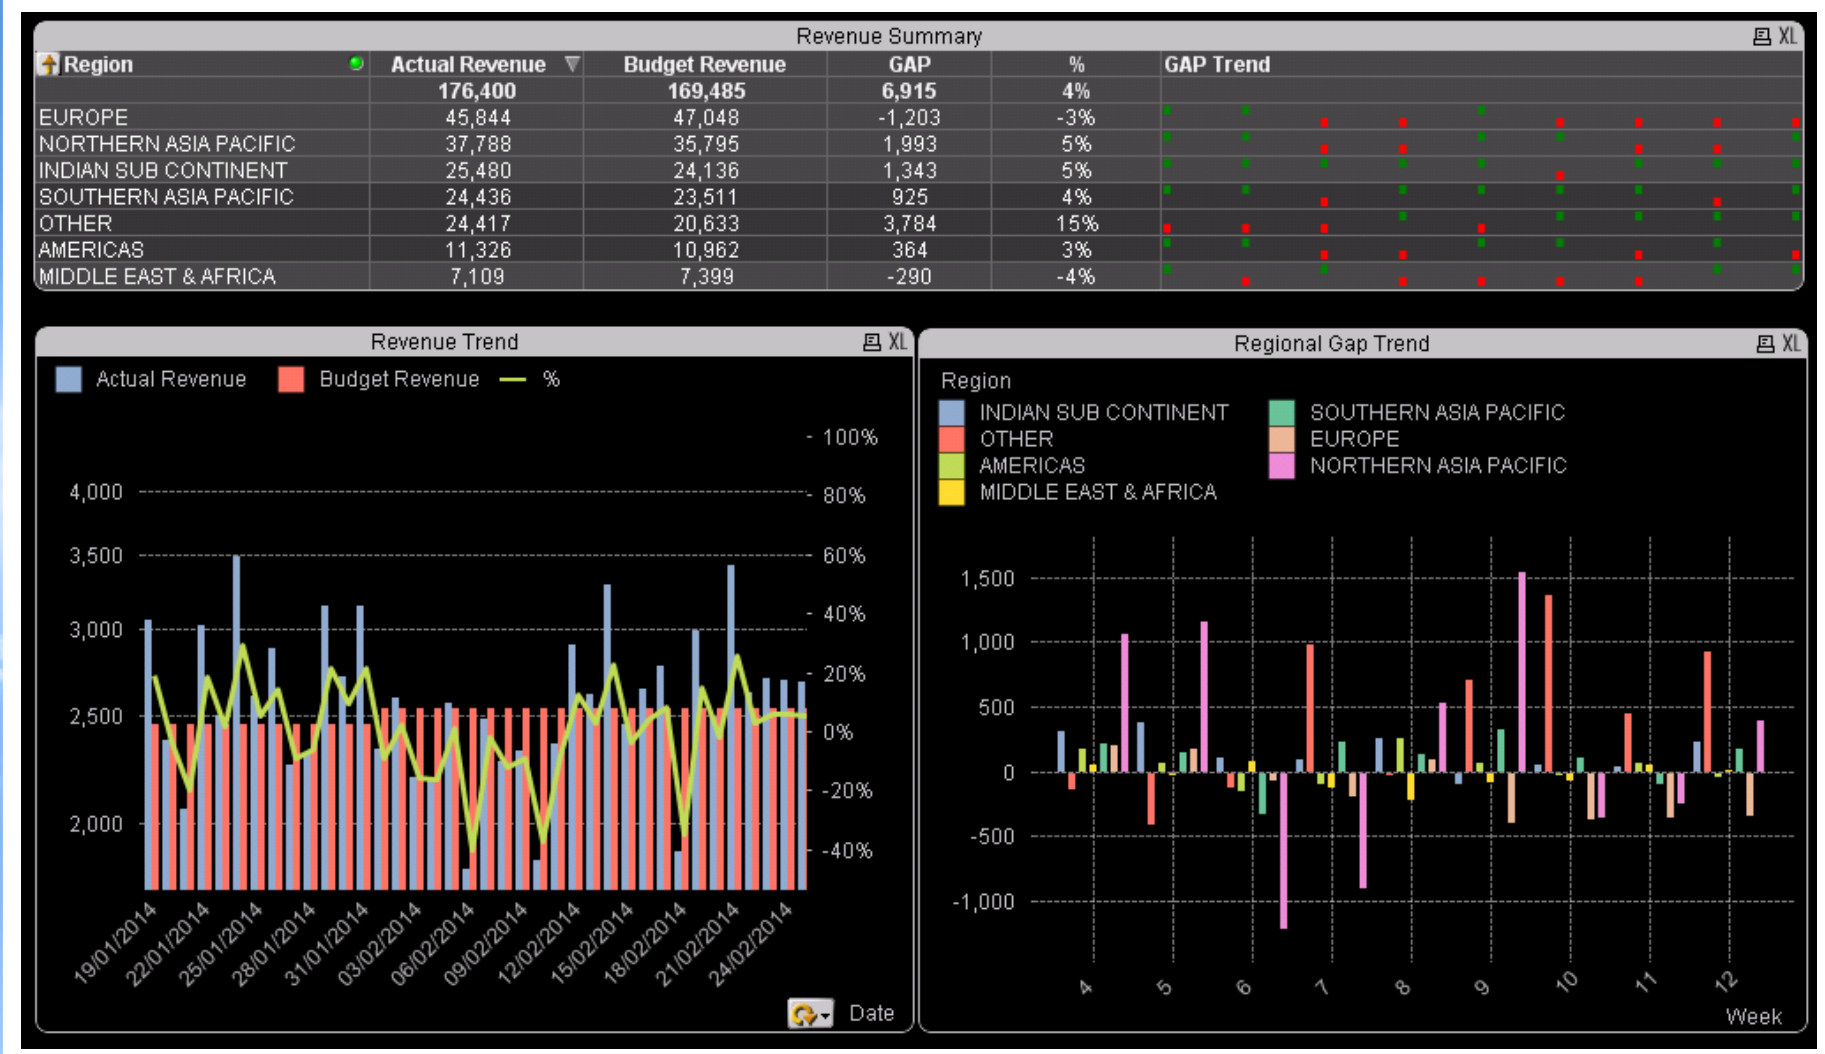 Revenue Summary XL
Region Actual Revenue Budget Revenue GAP % GAP Trend
176,400 169,485 6,915 4%
EUROPE 45,844 47,048 -1,203 -3%
NORTHERN ASIA PACIFIC 37,788 35,795 1,993 5%
INDIAN SUB CONTINENT 25,480 24,136 1,343 5%
SOUTHERN ASIA PACIFIC 24,436 23,511 925 4%
OTHER 24,417 20,633 3,784 15%
AMERICAS 11,326 10,962 364 3%
MIDDLE EAST & AFRICA 7,109 7,399 -290 -4%
Revenue Trend XL
Actual Revenue Budget Revenue %
100%
4,000 80%
3,500 60%
40%
3,000
20%
2,500 0%
-20%
2,000
-40%
19/01/2014 22/01/2014 25/01/2014 28/01/2014 31/01/2014 03/02/2014 06/02/2014 09/02/2014 12/02/2014 15/02/2014 18/02/2014 21/02/2014 24/02/2014
Date
Regional Gap Trend XL
Region
INDIAN SUB CONTINENT SOUTHERN ASIA PACIFIC
OTHER EUROPE
AMERICAS NORTHERN ASIA PACIFIC
MIDDLE EAST & AFRICA
1,500
1,000
500
0
-500
-1,000
4 5 6 7 8 9 10 11 12
Week